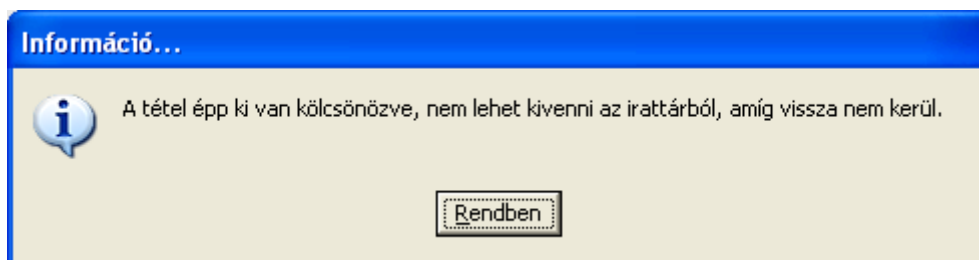 Információ...
A tétel épp ki van kölcsönözve, nem lehet kivenni az irattárból, amíg vissza nem kerül.
Rendben